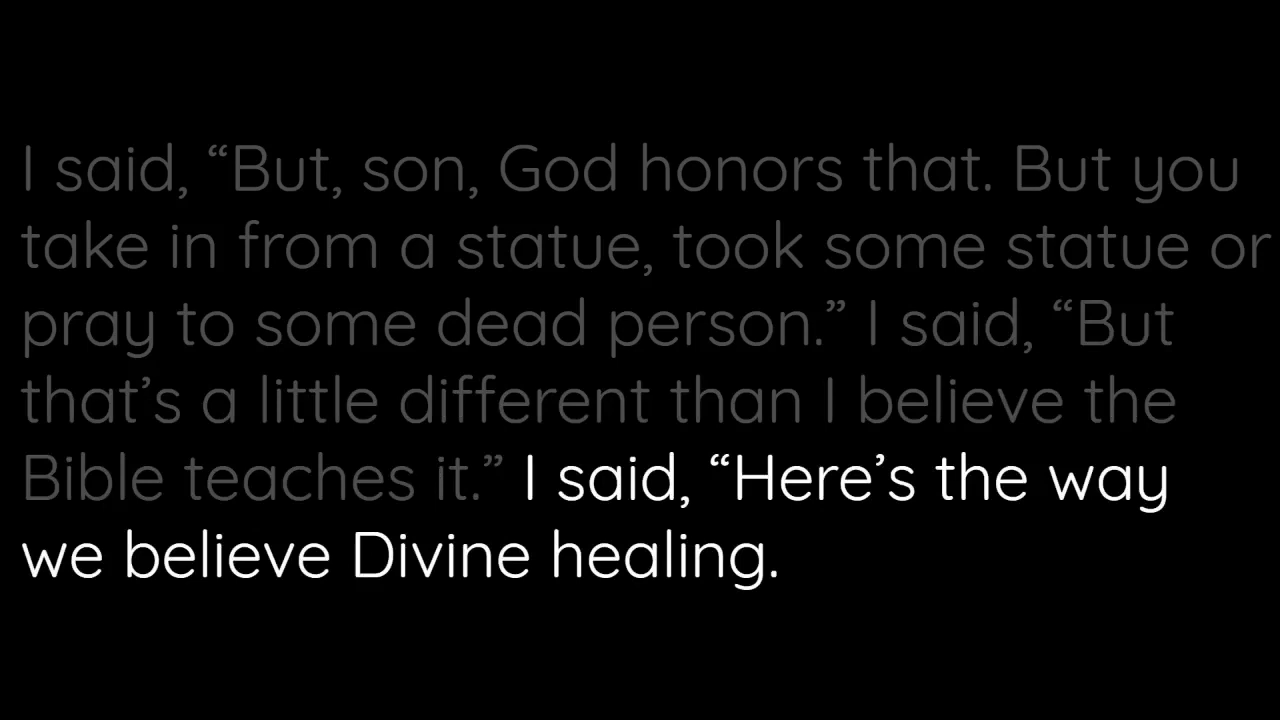 I said, “But, son, God honors that. But you
take in from a statue, took some statue or
pray to some dead person.” I said, “But
that’s a little different than I believe the
Bible teaches it.” I said, “Here’s the way
we believe Divine healing.